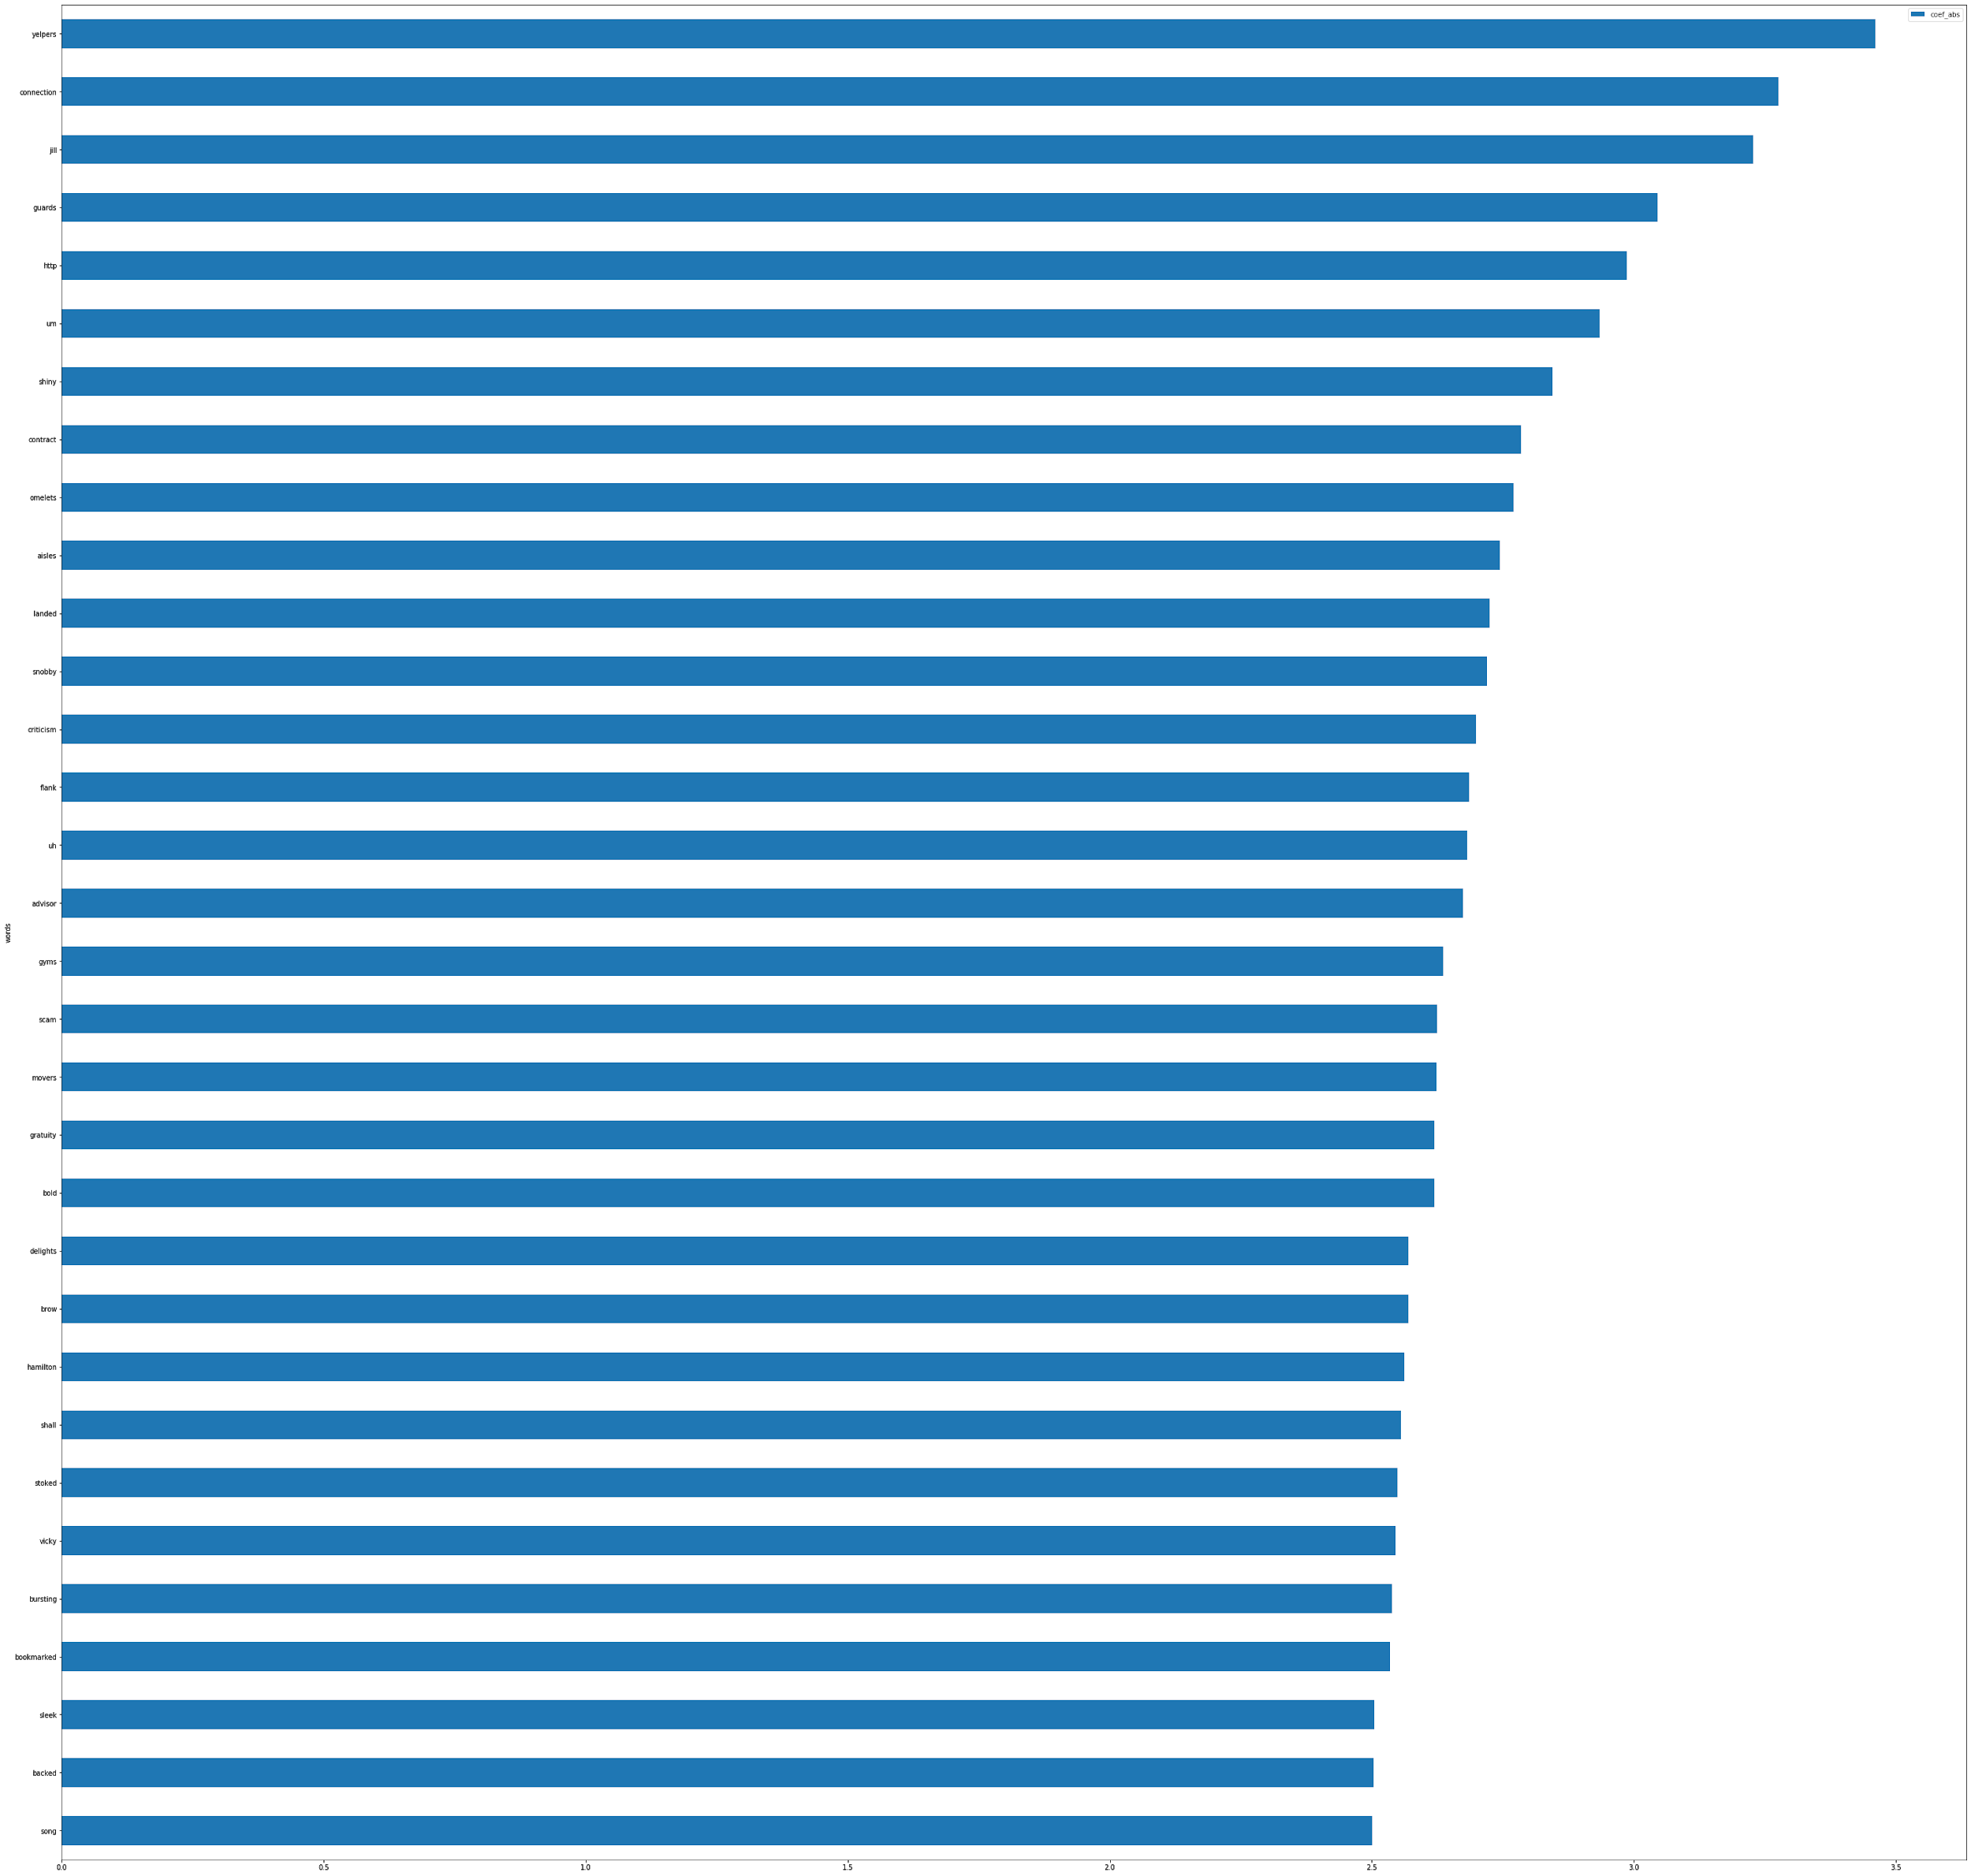 coef_abs
yelpers
connection
jill
guards
http
um
shiny
contract
omelets
aisles
landed
snobby
criticism
flank
uh
advisor
gyms
scam
movers
gratuity
bold
delights
brow
hamilton
shall
stoked
vicky
bursting
bookmarked
sleek
backed
song
words
0.0 0.5 1.0 1.5 2.0 2.5 3.0 3.5